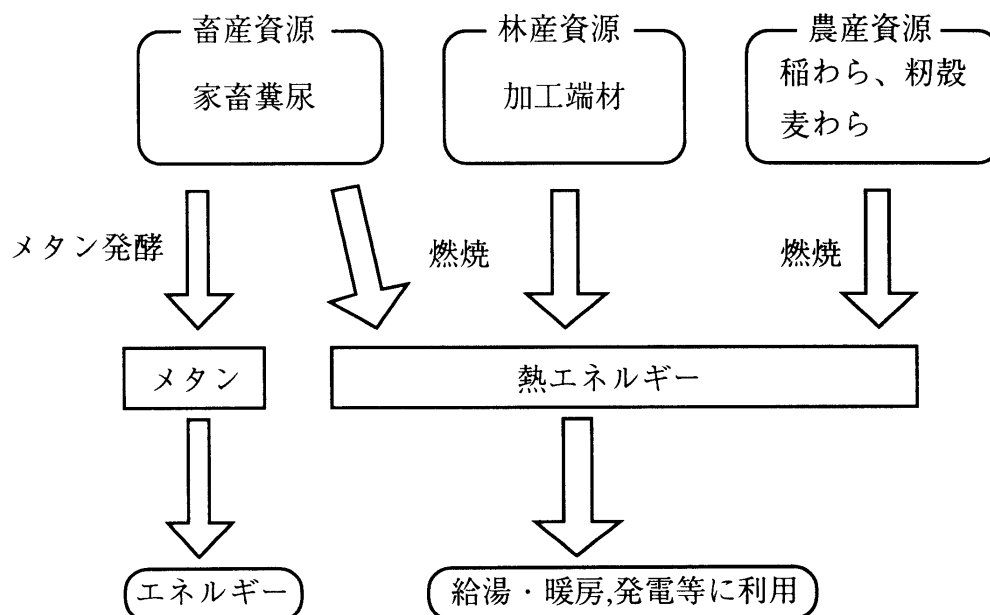 畜産資源
家畜糞尿
林産資源
加工端材
農産資源
稲わら、籾殻
麦わら
メタン発酵
燃焼
燃焼
メタン
熱エネルギー
エネルギー
給湯・暖房,発電等に利用